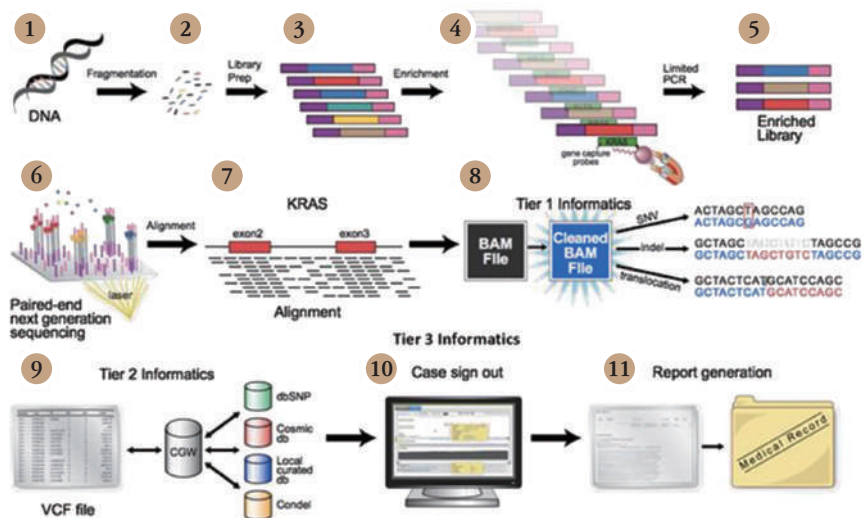 1
2
3
4
5
DNA
Fragmentation
Library
Prep
Enrichment
KRAS
gene capture
probes
Limited
PCR
Enriched
Library
6
7
8
laser
Paired-end
next generation
sequencing
Alignment
KRAS
exon2
exon3
Alignment
Tier 1 Informatics
BAM
FIle
Cleaned
BAM
FIle
SNV
ACTAGCTAGCCAG
ACTAGCGAGCCAG
indel
GCTAGC
TAGCCG
GCTAGCTAGCTGTCTAGCCG
translocation
GCTACTCATGCATCCAGC
GCTACTCATGCATCCAGC
Tier 3 Informatics
9
10
11
Tier 2 Informatics
VCF file
CGW
dbSNP
Cosmic
db
Local
curated
db
Condel
Case sign out
Report generation
Medical Record